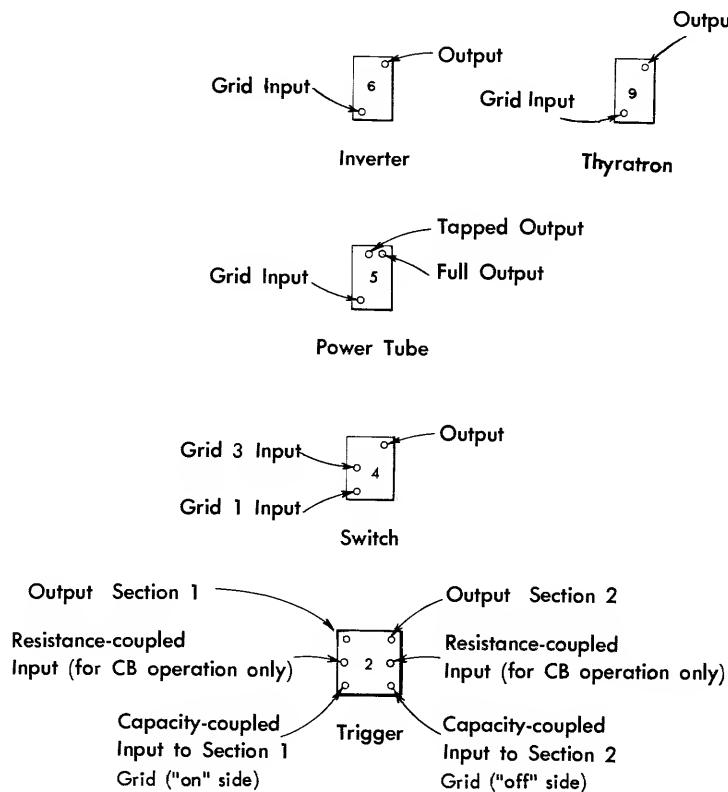 Outpu
Output
6
Grid Input
9
Grid Input
Inverter
Thyratron
Tapped Output
Full Output
Grid Input
5
Power Tube
Output
Grid 3 Input
4
Grid 1 Input
Switch
Output Section 1
Output Section 2
Resistance-coupled
Input (for CB operation only)
2
Resistance-coupled
Input (for CB operation only)
Capacity-coupled
Input to Section 1
Grid ("on" side)
Trigger
Capacity-coupled
Input to Section 2
Grid ("off" side)